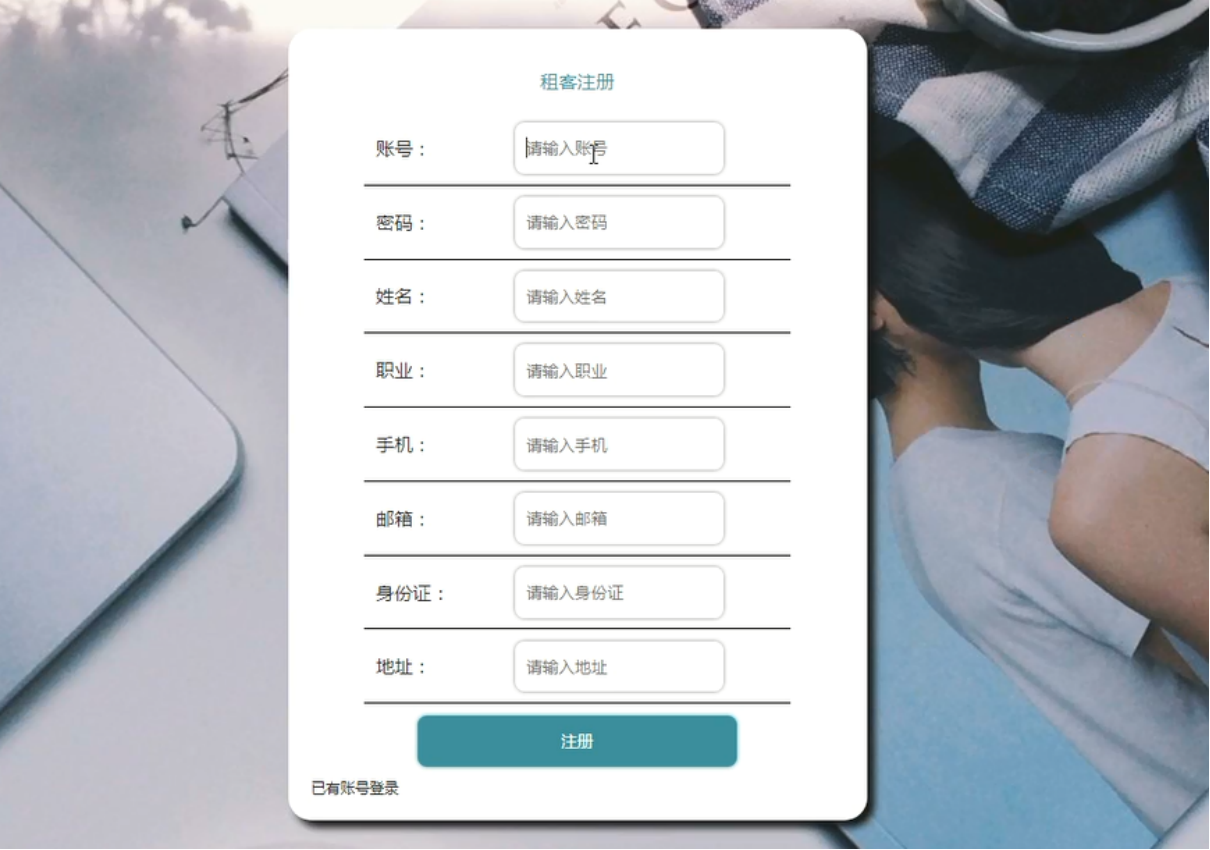 租客注册
账号： 请输入账号
密码： 请输入密码
姓名： 请输入姓名
职业： 请输入职业
手机： 请输入手机
邮箱： 请输入邮箱
身份证： 请输入身份证
地址： 请输入地址
注册
已有账号登录